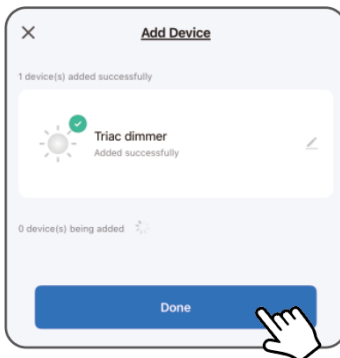 Add Device
1 device(s) added successfully
Triac dimmer
Added successfully
0 device(s) being added
Done